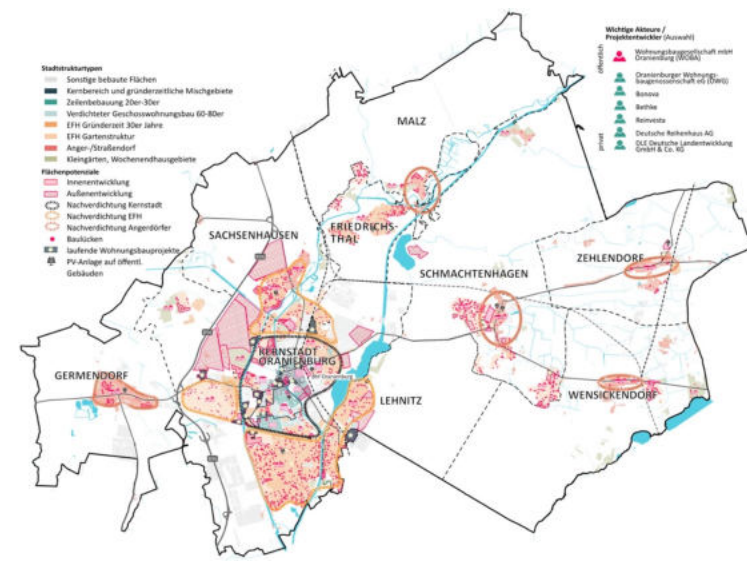 Stadtstrukturtypen
Sonstige bebaute Flächen
Kernbereich und gründerzeitliche Mischgebiete
Zeilenbebauung 20er-30er
Verdichteter Geschosswohnungsbau 60-80er
EFH Gründerzeit 30er Jahre
EFH Gartenstruktur
Anger-/Straßendorf
Kleingärten, Wochenendhausgebiete
Flächenpotenziale
Innenentwicklung
Außenentwicklung
Nachverdichtung Kernstadt
Nachverdichtung EFH
Nachverdichtung Angerdörfer
Baulücken
laufende Wohnungsbauprojekte
PV-Anlage auf öffentl.
Gebäuden
Wichtige Akteure /
Projektentwickler (Auswahl)
öffentlich
Wohnungsbaugesellschaft mbH
Oranienburg (WOBA)
Oranienburger Wohnungs-
baugenossenschaft eG (OWG)
Bonova
Bethke
Reinvesta
privat
Deutsche Reihenhaus AG
DLE Deutsche Landentwicklung
GmbH & Co. KG
MALZ
SACHSENHAUSEN
FRIEDRICHS-
THAL
ZEHLENDORF
SCHMACHTENHAGEN
KERNSTADT
ORANIENBURG
Bhf Oranienburg
GERMENDORF
LEHNITZ
WENSICKENDORF